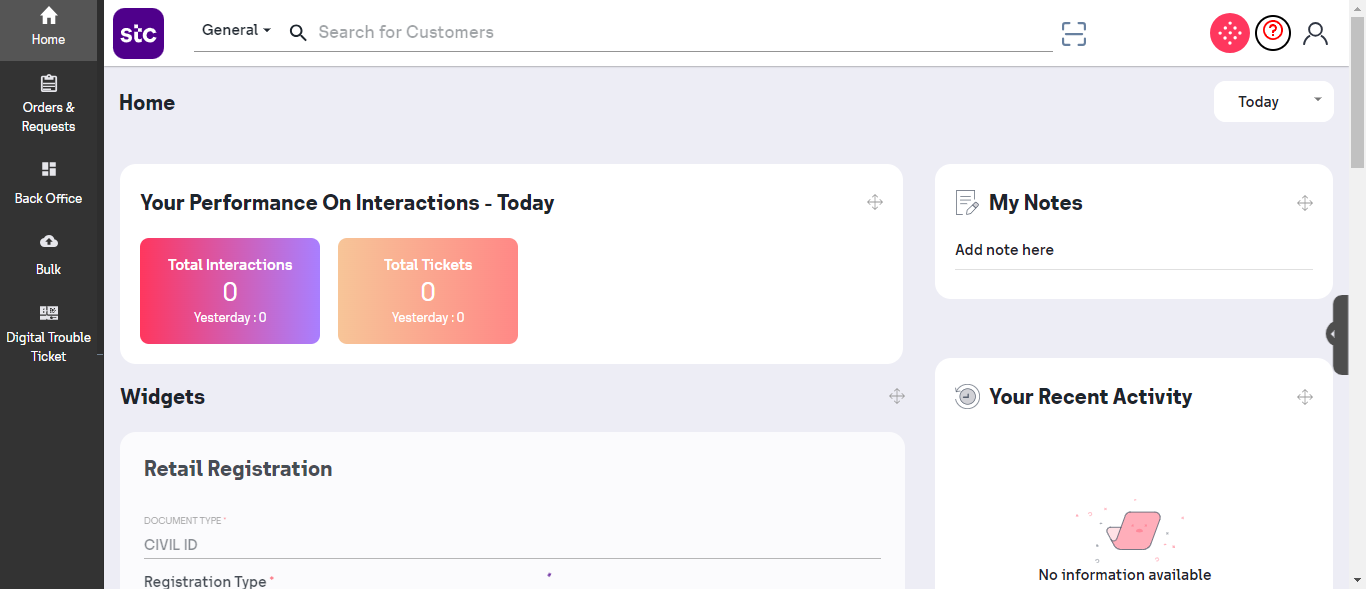 Home
Orders &
Requests
Back Office
Bulk
Digital Trouble
Ticket
stc
General
Search for Customers
?
Home
Today
Your Performance On Interactions - Today
Total Interactions
0
Yesterday : 0
Total Tickets
0
Yesterday : 0
My Notes
Add note here
Widgets
Your Recent Activity
Retail Registration
DOCUMENT TYPE *
CIVIL ID
Registration Type *
No information available